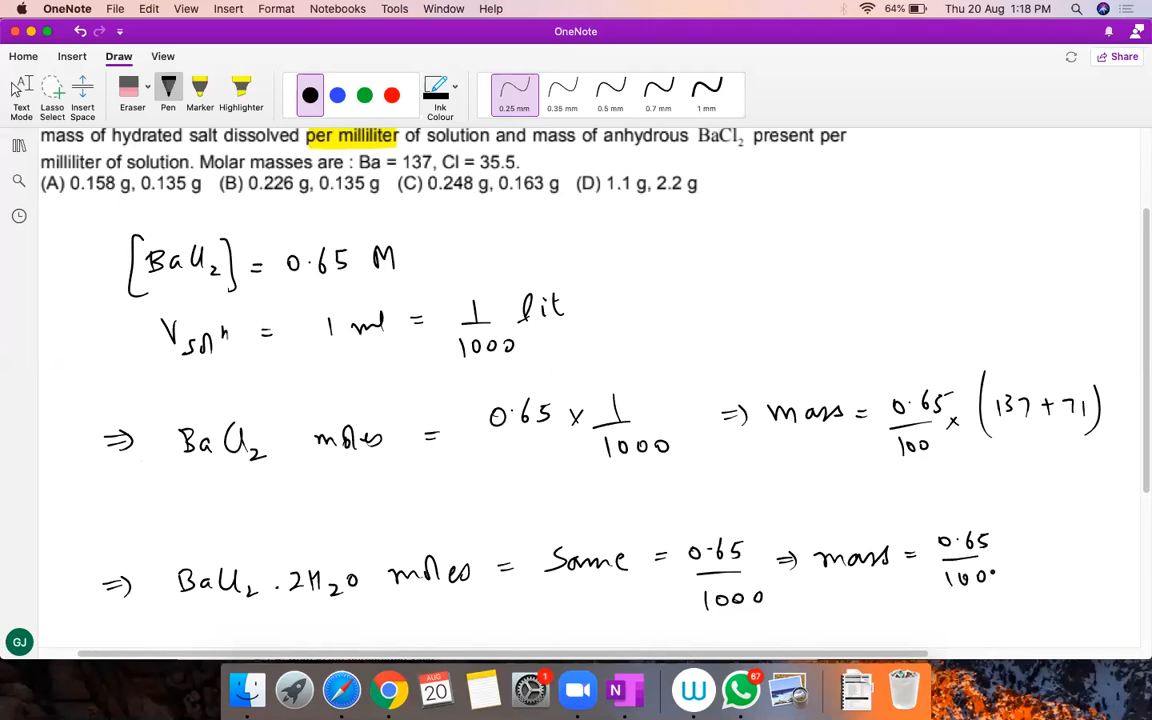 OneNote File Edit View Insert Format Notebooks Tools Window Help 64% Thu 20 Aug 1:18 PM
OneNote
Home Insert Draw View Share
Text Mode Lasso Select Insert Space Eraser Pen Marker Highlighter 0.25 mm 0.35 mm 0.5 mm 0.7 mm 1 mm Ink Colour
mass of hydrated salt dissolved per milliliter of solution and mass of anhydrous BaCl₂ present per
milliliter of solution. Molar masses are : Ba = 137, Cl = 35.5.
(A) 0.158 g, 0.135 g (B) 0.226 g, 0.135 g (C) 0.248 g, 0.163 g (D) 1.1 g, 2.2 g
[BaCl₂] = 0.65 M
V solⁿ = 1 ml = 1/1000 lit
⇒ BaCl₂ moles = 0.65 × 1/1000 ⇒ mass = 0.65/100 × (137 + 71)
⇒ BaCl₂ . 2H₂O moles = Same = 0.65/1000 ⇒ mass = 0.65/1000
GJ
AUG 20 1 W 67